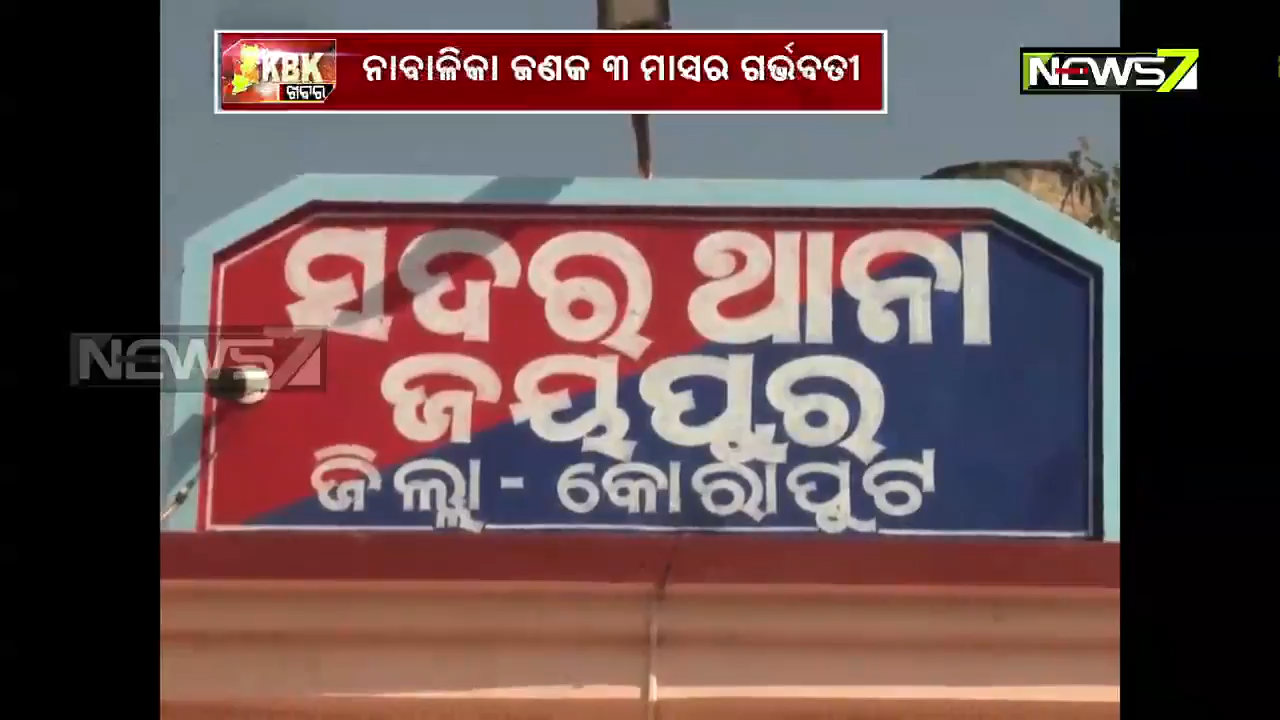 KBK
ଖବର
ନାବାଳିକା ଜଣକ ୩ ମାସର ଗର୍ଭବତୀ
NEWS7
ସଦର ଥାନା
NEWS7
ଜୟପୁର
ଜିଲ୍ଲା - କୋରାପୁଟ